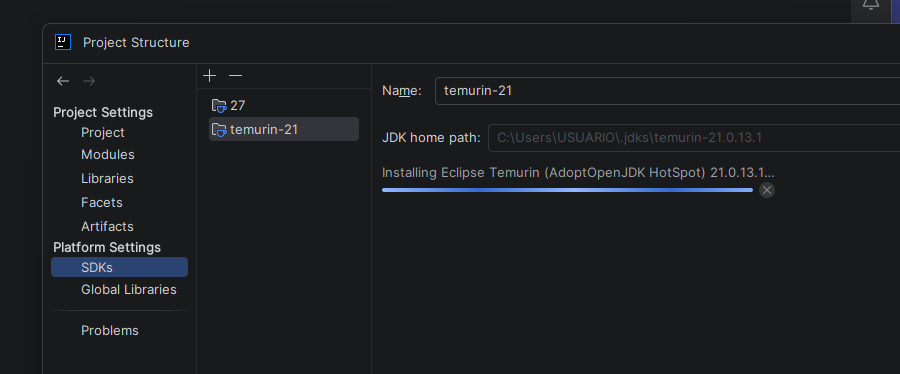 IJ
Project Structure
Project Settings
Project
Modules
Libraries
Facets
Artifacts
Platform Settings
SDKs
Global Libraries
Problems
27
temurin-21
Name: temurin-21
JDK home path: C:\Users\USUARIO\.jdks\temurin-21.0.13.1
Installing Eclipse Temurin (AdoptOpenJDK HotSpot) 21.0.13.1...